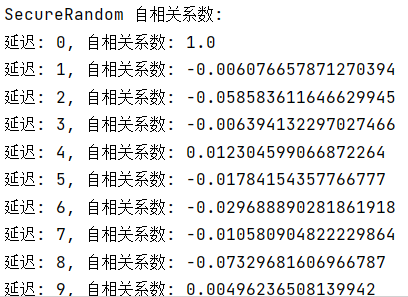 SecureRandom 自相关系数:
延迟: 0, 自相关系数: 1.0
延迟: 1, 自相关系数: -0.006076657871270394
延迟: 2, 自相关系数: -0.058583611646629945
延迟: 3, 自相关系数: -0.006394132297027466
延迟: 4, 自相关系数: 0.012304599066872264
延迟: 5, 自相关系数: -0.01784154357766777
延迟: 6, 自相关系数: -0.029688890281861918
延迟: 7, 自相关系数: -0.010580904822229864
延迟: 8, 自相关系数: -0.07329681606966787
延迟: 9, 自相关系数: 0.00496236508139942